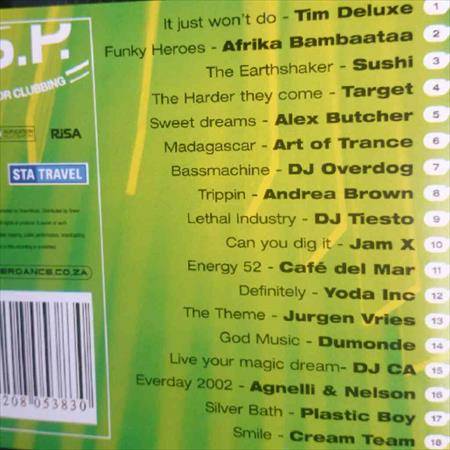 S.P.
OR CLUBBING
RiSA
STA TRAVEL
ERDANCE.CO.ZA
208053830
It just won't do - Tim Deluxe 1
Funky Heroes - Afrika Bambaataa 2
The Earthshaker - Sushi 3
The Harder they come - Target 4
Sweet dreams - Alex Butcher 5
Madagascar - Art of Trance 6
Bassmachine - DJ Overdog 7
Trippin - Andrea Brown 8
Lethal Industry - DJ Tiesto 9
Can you dig it - Jam X 10
Energy 52 - Café del Mar 11
Definitely - Yoda Inc 12
The Theme - Jurgen Vries 13
God Music - Dumonde 14
Live your magic dream- DJ CA 15
Everday 2002 - Agnelli & Nelson 16
Silver Bath - Plastic Boy 17
Smile - Cream Team 18